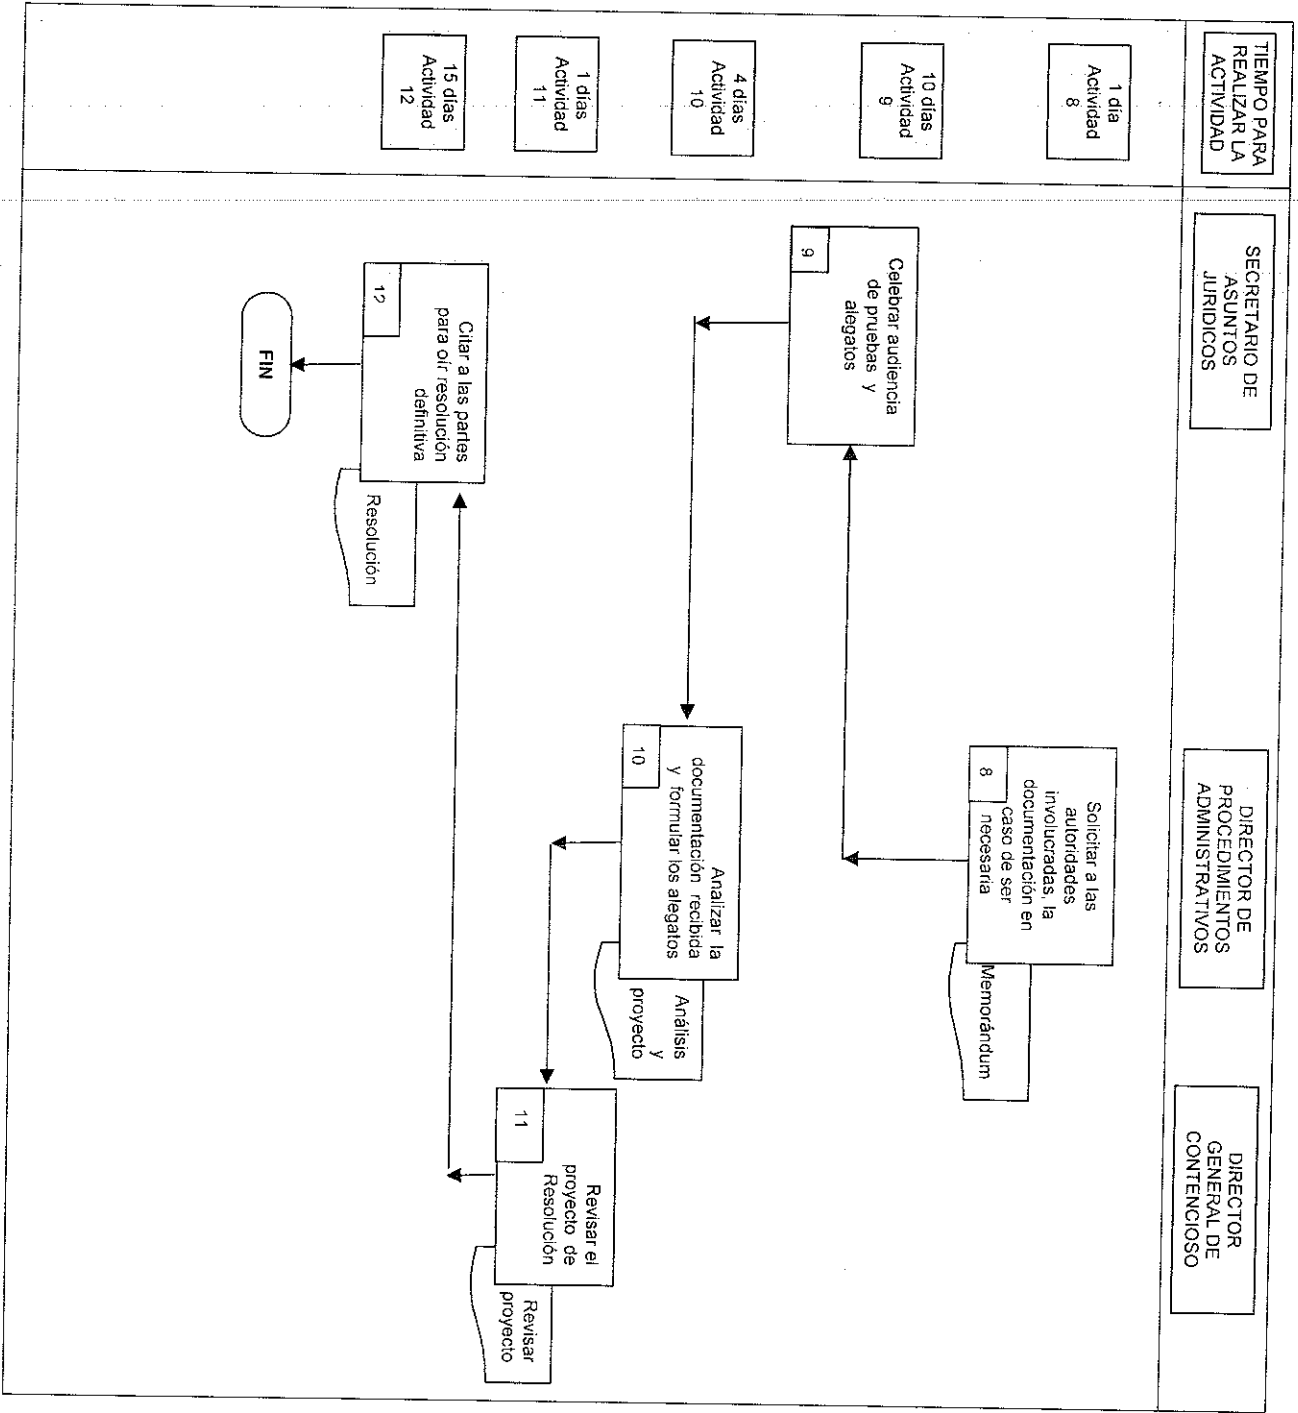 TIEMPO PARA
REALIZAR LA
ACTIVIDAD
SECRETARIO DE
ASUNTOS
JURIDICOS
DIRECTOR DE
PROCEDIMIENTOS
ADMINISTRATIVOS
DIRECTOR
GENERAL DE
CONTENCIOSO
1 día
Actividad
8
Solicitar a las
autoridades
involucradas, la
documentación en
caso de ser
necesaria
8
Memorándum
10 días
Actividad
9
Celebrar audiencia
de pruebas y
alegatos
9
4 días
Actividad
10
Analizar la
documentación recibida
y formular los alegatos
10
Análisis
y
proyecto
1 días
Actividad
11
Revisar el
proyecto de
Resolución
11
Revisar
proyecto
15 días
Actividad
12
Citar a las partes
para oír resolución
definitiva
12
Resolución
FIN